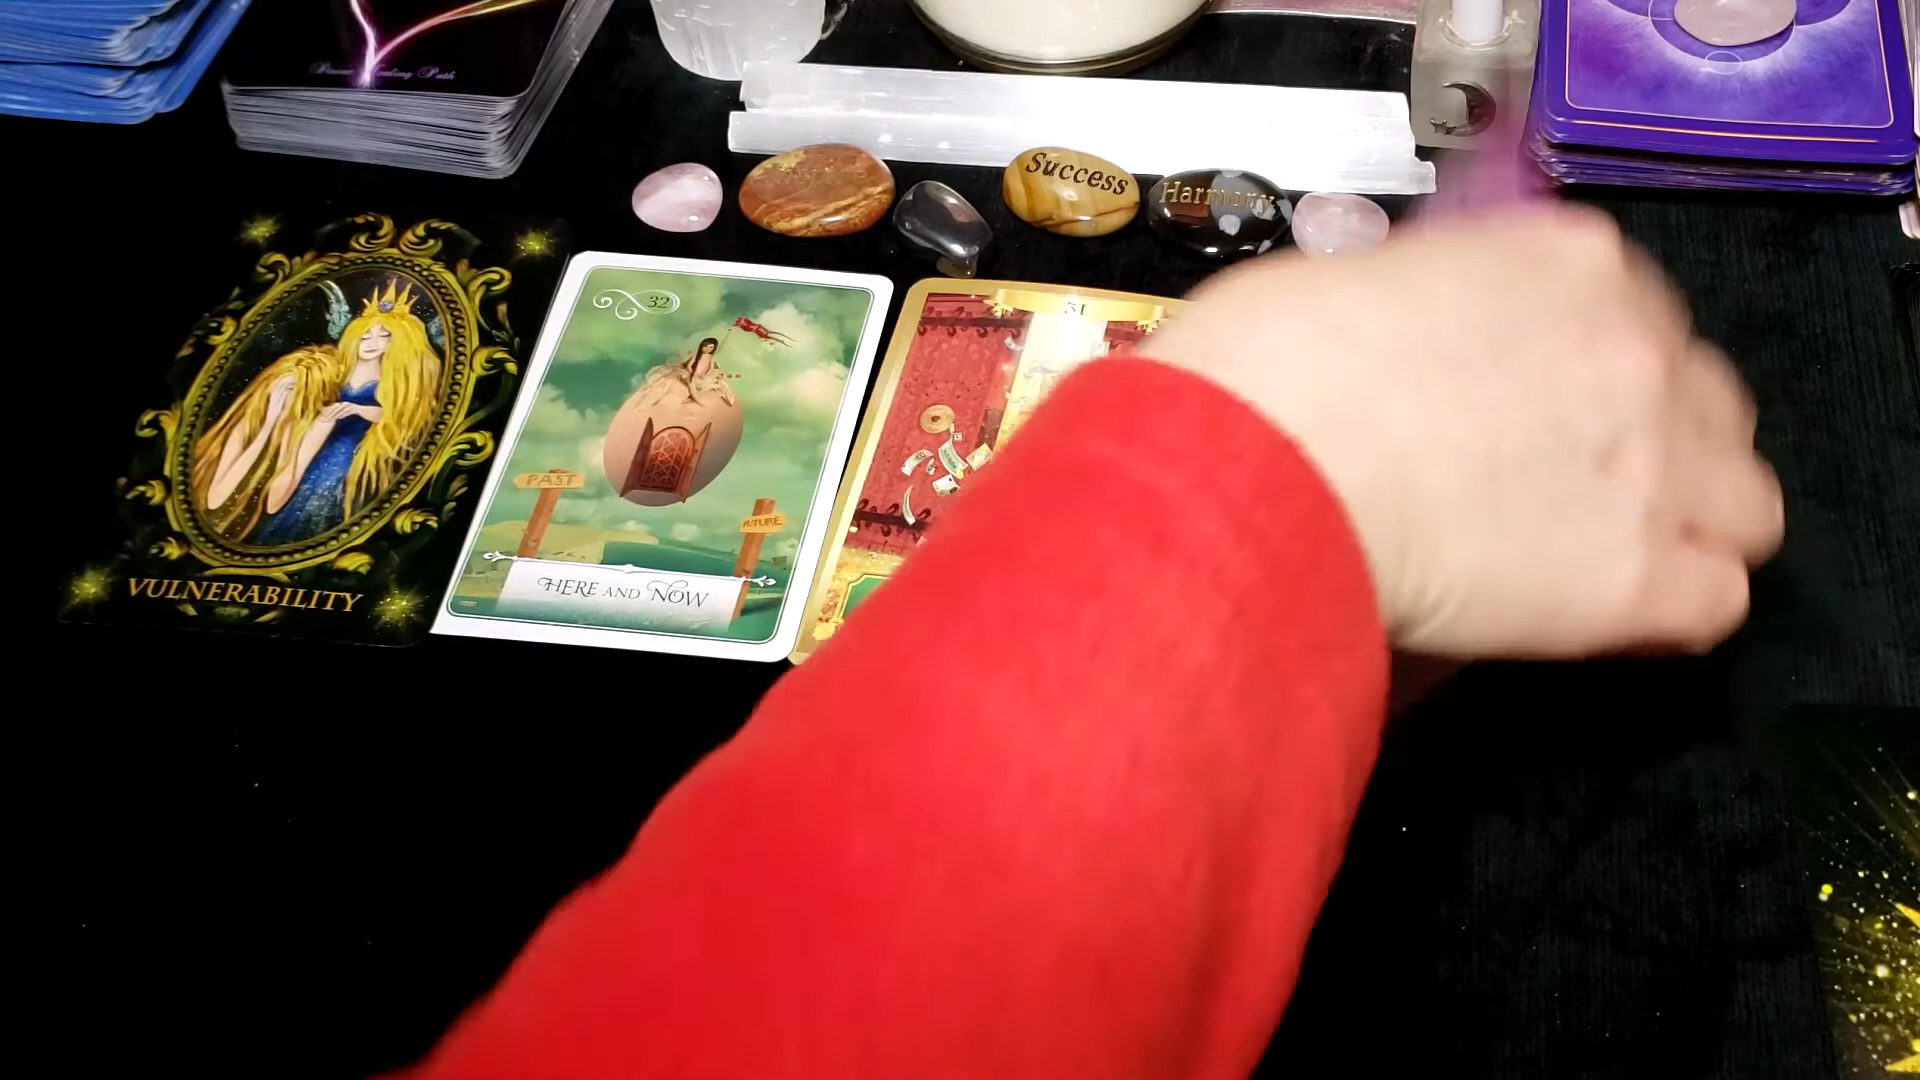 Success
Harmony
32
31
PAST
FUTURE
VULNERABILITY
HERE AND NOW